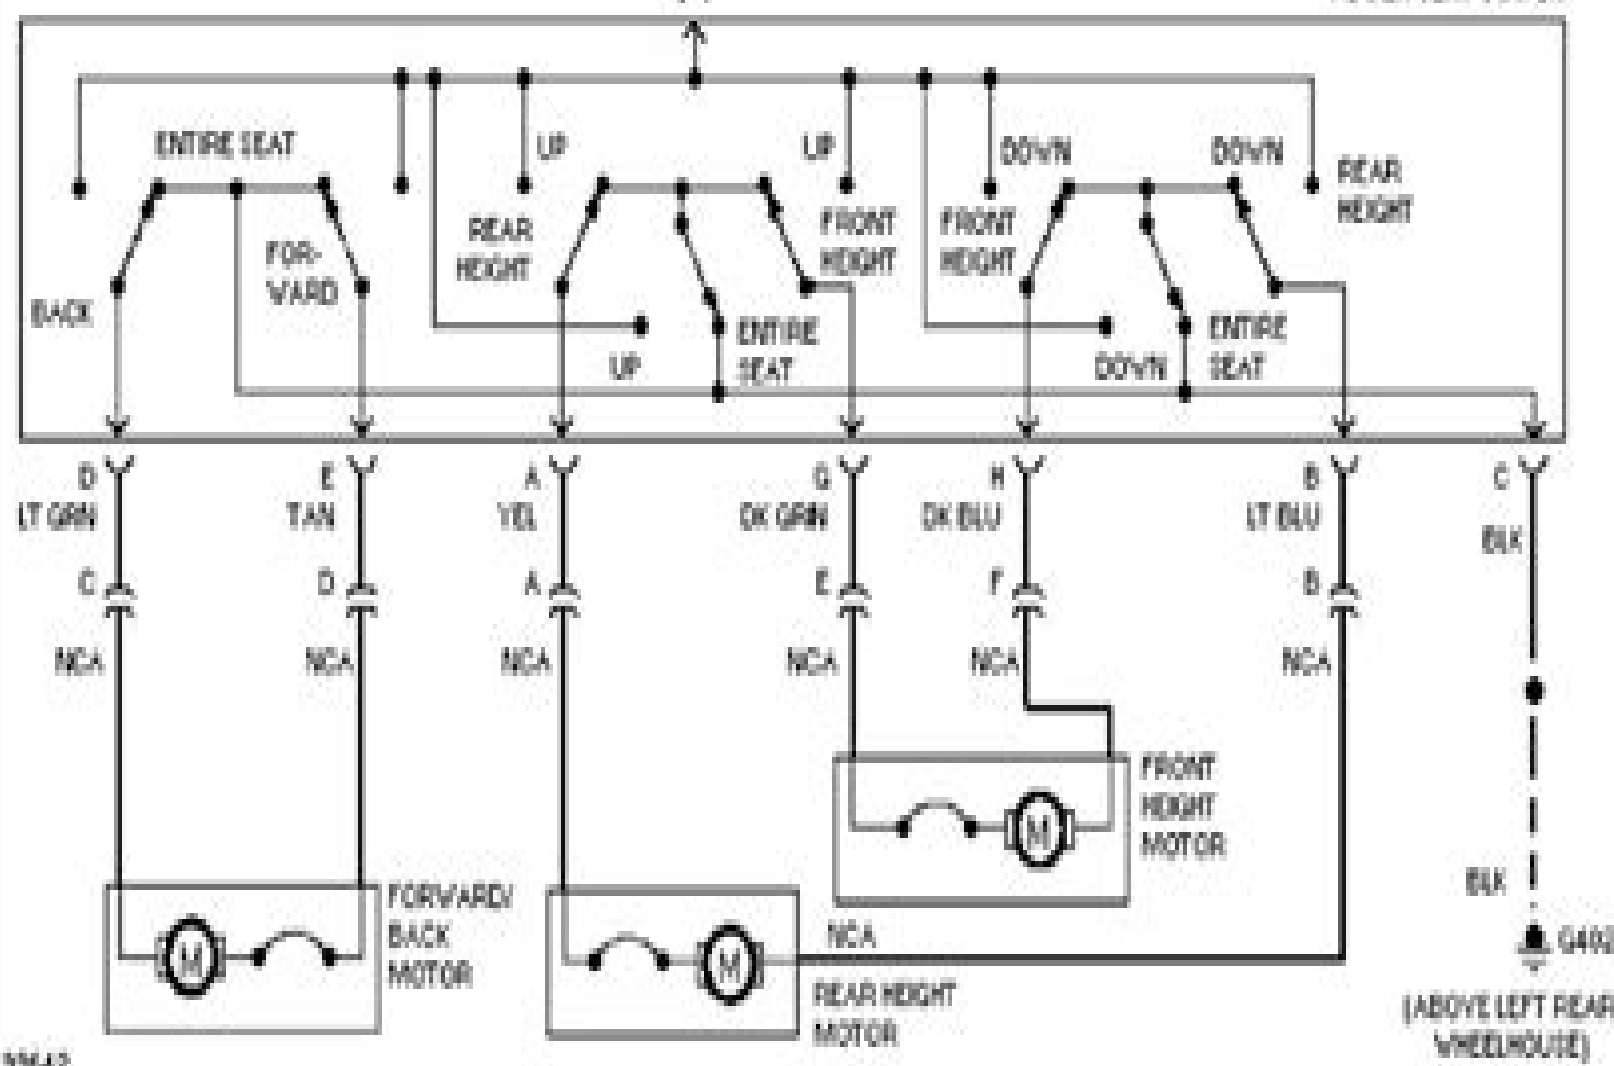 ENTIRE SEAT
UP
UP
DOWN
DOWN
REAR
HEIGHT
REAR
HEIGHT
FRONT
HEIGHT
FRONT
HEIGHT
FOR-
WARD
BACK
ENTIRE
SEAT
ENTIRE
SEAT
UP
DOWN
D
E
A
G
H
B
C
LT GRN
TAN
YEL
DK GRN
DK BLU
LT BLU
BLK
C
D
A
E
F
B
NCA
NCA
NCA
NCA
NCA
NCA
M
FRONT
HEIGHT
MOTOR
BLK
M
FORWARD/
BACK
MOTOR
M
NCA
REAR HEIGHT
MOTOR
G402
(ABOVE LEFT REAR
WHEELHOUSE)